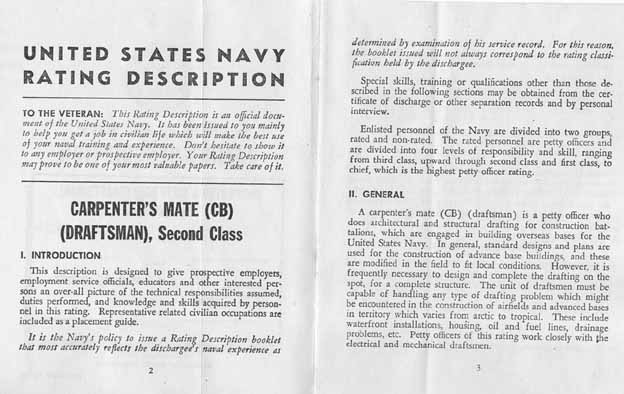 UNITED STATES NAVY
RATING DESCRIPTION
TO THE VETERAN: This Rating Description is an official docu-
ment of the United States Navy. It has been issued to you mainly
to help you get a job in civilian life which will make the best use
of your naval training and experience. Don't hesitate to show it
to any employer or prospective employer. Your Rating Description
may prove to be one of your most valuable papers. Take care of it.
CARPENTER'S MATE (CB)
(DRAFTSMAN), Second Class
I. INTRODUCTION
This description is designed to give prospective employers,
employment service officials, educators and other interested per-
sons an over-all picture of the technical responsibilities assumed,
duties performed, and knowledge and skills acquired by person-
nel in this rating. Representative related civilian occupations are
included as a placement guide.
It is the Navy's policy to issue a Rating Description booklet
that most accurately reflects the dischargee's naval experience as
2
determined by examination of his service record. For this reason,
the booklet issued will not always correspond to the rating classi-
fication held by the dischargee.
Special skills, training or qualifications other than those de-
scribed in the following sections may be obtained from the cer-
tificate of discharge or other separation records and by personal
interview.
Enlisted personnel of the Navy are divided into two groups,
rated and non-rated. The rated personnel are petty officers and
are divided into four levels of responsibility and skill, ranging
from third class, upward through second class and first class, to
chief, which is the highest petty officer rating.
II. GENERAL
A carpenter's mate (CB) (draftsman) is a petty officer who
does architectural and structural drafting for construction bat-
talions, which are engaged in building overseas bases for the
United States Navy. In general, standard designs and plans are
used for the construction of advance base buildings, and these
are modified in the field to fit local conditions. However, it is
frequently necessary to design and complete the drafting on the
spot, for a complete structure. The unit of draftsmen must be
capable of handling any type of drafting problem which might
be encountered in the construction of airfields and advanced bases
in territory which varies from arctic to tropical. These include
waterfront installations, housing, oil and fuel lines, drainage
problems, etc. Petty officers of this rating work closely with the
electrical and mechanical draftsmen.
3